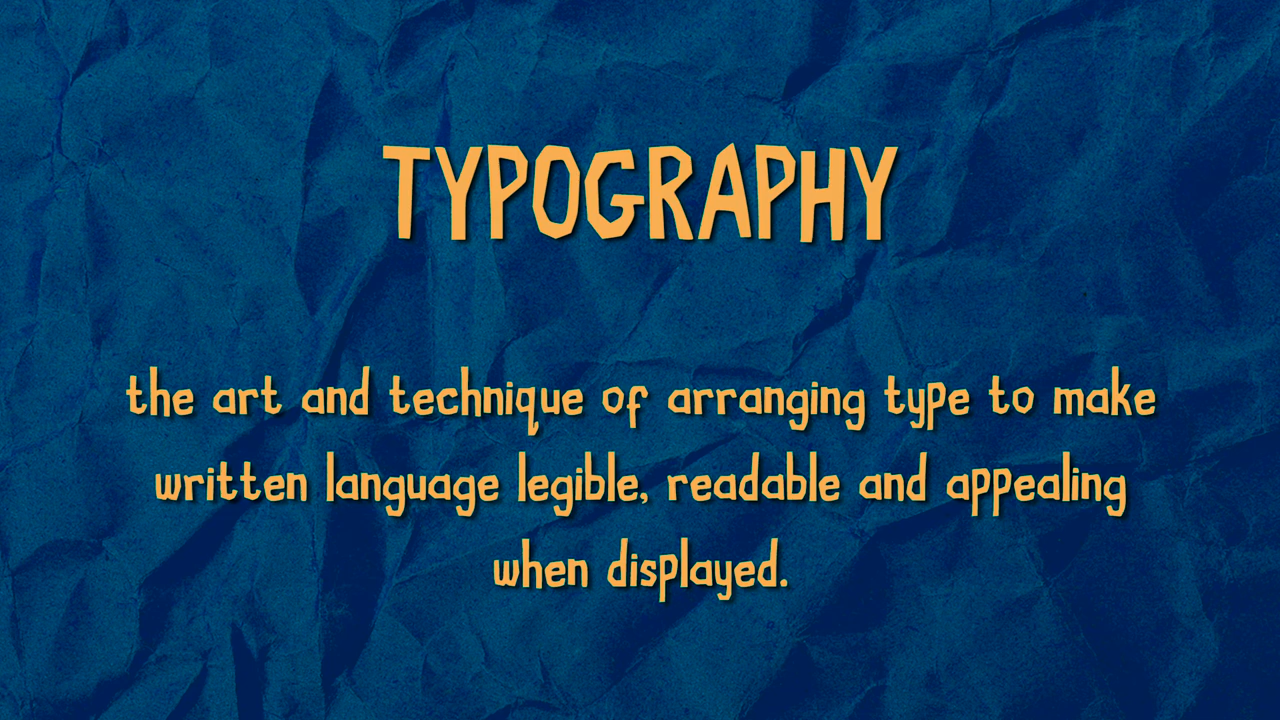 TYPOGRAPHY
the art and technique of arranging type to make
written language legible, readable and appealing
when displayed.